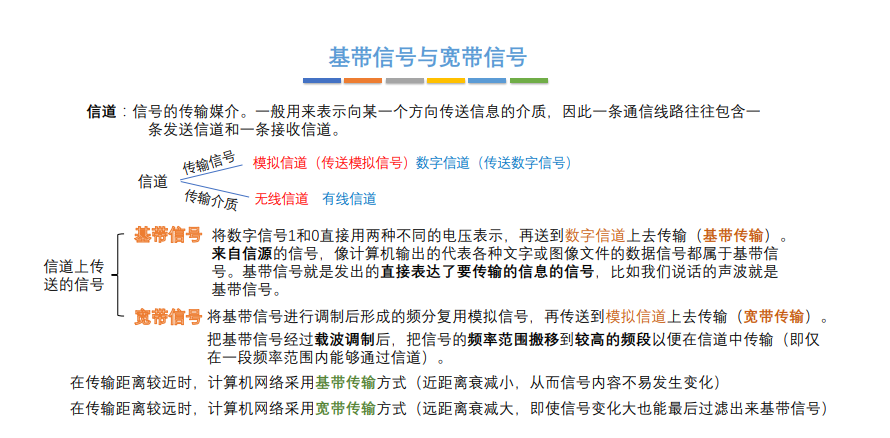 基带信号与宽带信号
信道：信号的传输媒介。一般用来表示向某一个方向传送信息的介质，因此一条通信线路往往包含一
条发送信道和一条接收信道。
信道
传输信号
模拟信道（传送模拟信号）数字信道（传送数字信号）
传输介质
无线信道 有线信道
信道上传
送的信号
基带信号 将数字信号1和0直接用两种不同的电压表示，再送到数字信道上去传输（基带传输）。
来自信源的信号，像计算机输出的代表各种文字或图像文件的数据信号都属于基带信
号。基带信号就是发出的直接表达了要传输的信息的信号，比如我们说话的声波就是
基带信号。
宽带信号 将基带信号进行调制后形成的频分复用模拟信号，再传送到模拟信道上去传输（宽带传输）。
把基带信号经过载波调制后，把信号的频率范围搬移到较高的频段以便在信道中传输（即仅
在一段频率范围内能够通过信道）。
在传输距离较近时，计算机网络采用基带传输方式（近距离衰减小，从而信号内容不易发生变化）
在传输距离较远时，计算机网络采用宽带传输方式（远距离衰减大，即使信号变化大也能最后过滤出来基带信号）